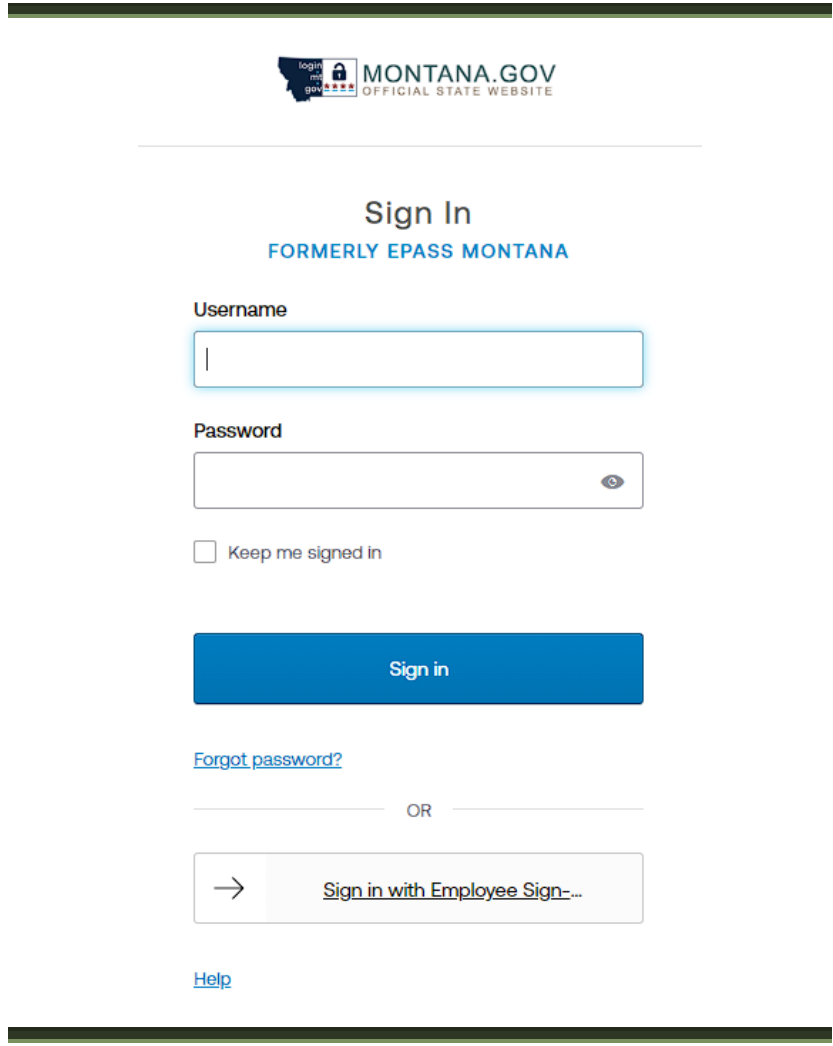 login
mt
gov
MONTANA.GOV
OFFICIAL STATE WEBSITE
Sign In
FORMERLY EPASS MONTANA
Username
Password
Keep me signed in
Sign in
Forgot password?
OR
Sign in with Employee Sign-...
Help